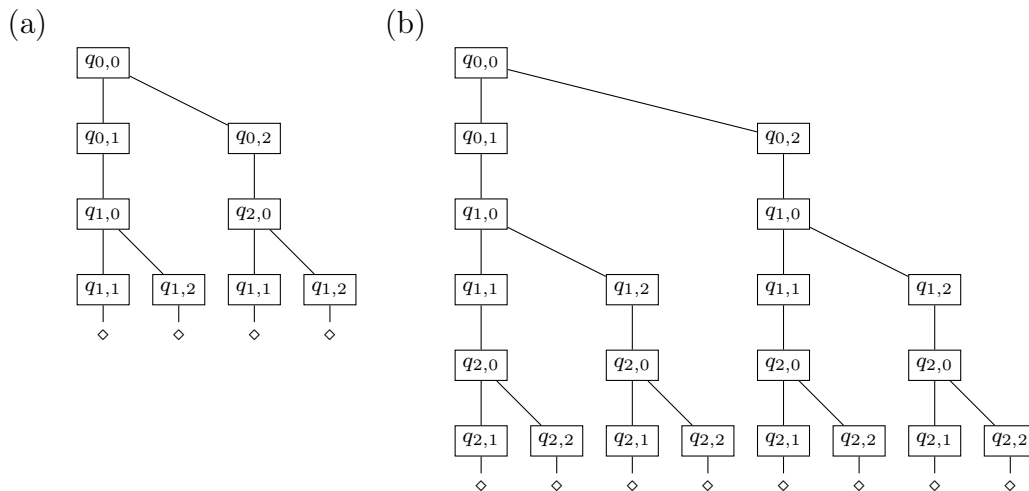 (a)
q0,0
q0,1 q0,2
q1,0 q2,0
q1,1 q1,2 q1,1 q1,2
⋄ ⋄ ⋄ ⋄
(b)
q0,0
q0,1 q0,2
q1,0 q1,0
q1,1 q1,2 q1,1 q1,2
q2,0 q2,0 q2,0 q2,0
q2,1 q2,2 q2,1 q2,2 q2,1 q2,2 q2,1 q2,2
⋄ ⋄ ⋄ ⋄ ⋄ ⋄ ⋄ ⋄